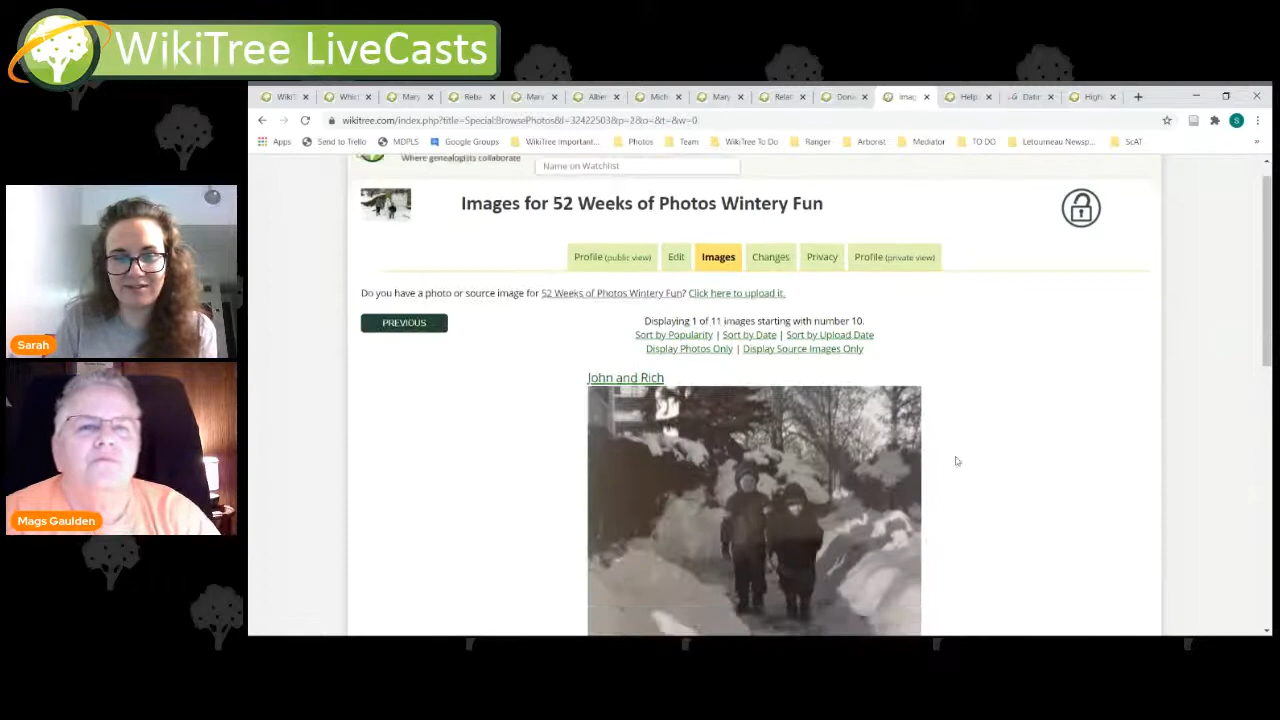 WikiTree LiveCasts
wikitree.com/index.php?title=Special:BrowsePhotos&l=32422503&p=2&o=&t=&w=0
Apps Send to Trello MDPLS Google Groups WikiTree Important... Photos Team WikiTree To Do Ranger Arborist Mediator TO DO Letourneau Newsp... ScAT
Where genealogists collaborate
Name on Watchlist
Images for 52 Weeks of Photos Wintery Fun
Profile (public view) Edit Images Changes Privacy Profile (private view)
Do you have a photo or source image for 52 Weeks of Photos Wintery Fun? Click here to upload it.
PREVIOUS
Displaying 1 of 11 images starting with number 10.
Sort by Popularity | Sort by Date | Sort by Upload Date
Display Photos Only | Display Source Images Only
John and Rich
Sarah
Mags Gaulden